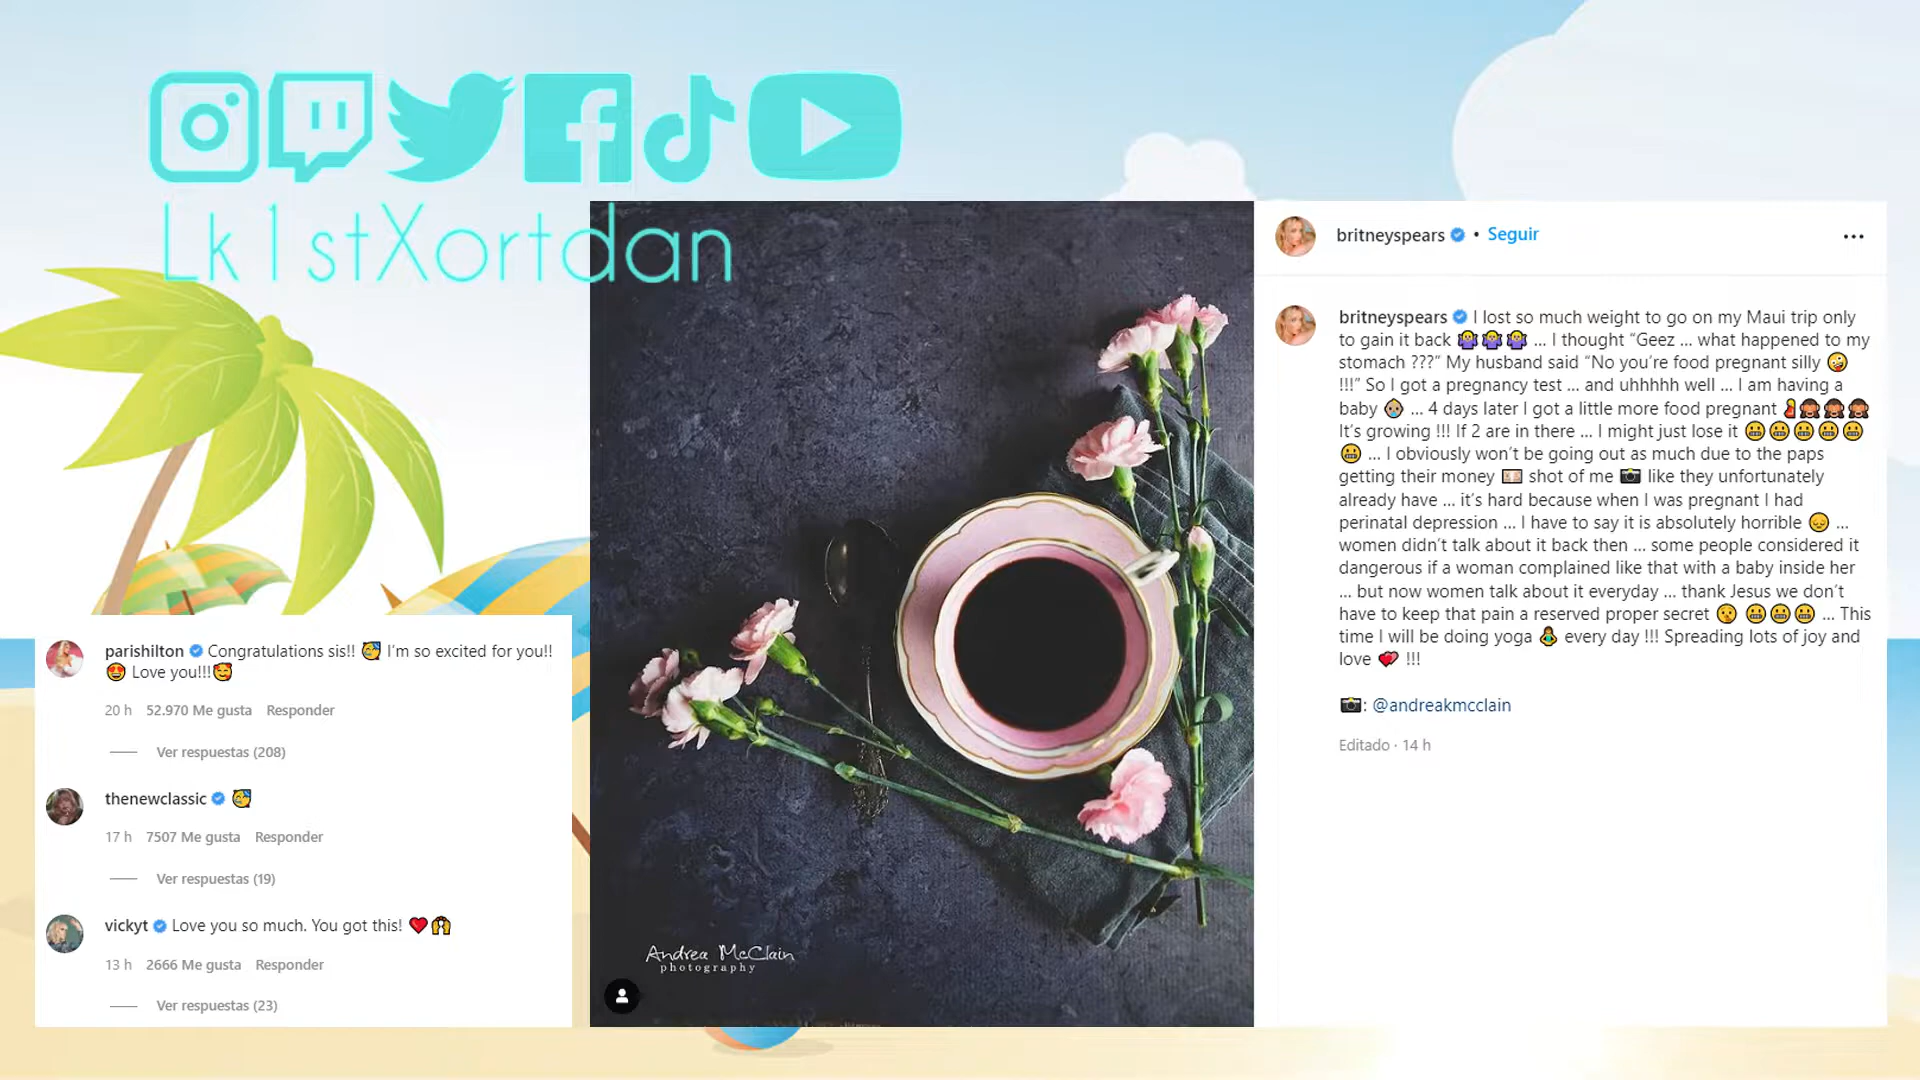 Lk1stXortdan
britneyspears • Seguir
britneyspears I lost so much weight to go on my Maui trip only
to gain it back 🤷‍♀️🤷‍♀️🤷‍♀️ ... I thought “Geez ... what happened to my
stomach ???” My husband said “No you’re food pregnant silly 🤪
!!!” So I got a pregnancy test ... and uhhhhh well ... I am having a
baby 👶🏼 ... 4 days later I got a little more food pregnant 🤰🙊🙊🙊
It’s growing !!! If 2 are in there ... I might just lose it 😬😬😬😬😬
😬 ... I obviously won’t be going out as much due to the paps
getting their money 💴 shot of me 📸 like they unfortunately
already have ... it’s hard because when I was pregnant I had
perinatal depression ... I have to say it is absolutely horrible 😔 ...
women didn’t talk about it back then ... some people considered it
dangerous if a woman complained like that with a baby inside her
... but now women talk about it everyday ... thank Jesus we don’t
have to keep that pain a reserved proper secret 🤫 😬😬😬 ... This
time I will be doing yoga 🧘‍♀️ every day !!! Spreading lots of joy and
love 💕 !!!
📸: @andreakmcclain
Editado · 14 h
parishilton Congratulations sis!! 🥳 I’m so excited for you!!
😍 Love you!!!🥰
20 h 52.970 Me gusta Responder
Ver respuestas (208)
thenewclassic 🥳
17 h 7507 Me gusta Responder
Ver respuestas (19)
vickyt Love you so much. You got this! ❤️🙌
13 h 2666 Me gusta Responder
Ver respuestas (23)
Andrea McClain
photography